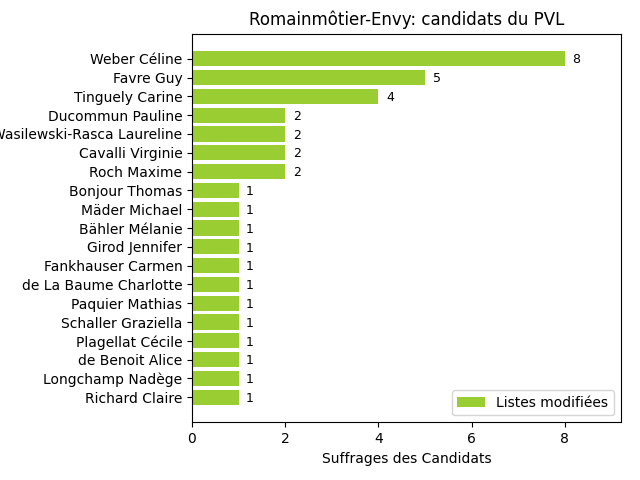 Romainmôtier-Envy: candidats du PVL
Weber Céline 8
Favre Guy 5
Tinguely Carine 4
Ducommun Pauline 2
Wasilewski-Rasca Laureline 2
Cavalli Virginie 2
Roch Maxime 2
Bonjour Thomas 1
Mäder Michael 1
Bähler Mélanie 1
Girod Jennifer 1
Fankhauser Carmen 1
de La Baume Charlotte 1
Paquier Mathias 1
Schaller Graziella 1
Plagellat Cécile 1
de Benoit Alice 1
Longchamp Nadège 1
Richard Claire 1
Listes modifiées
0 2 4 6 8
Suffrages des Candidats